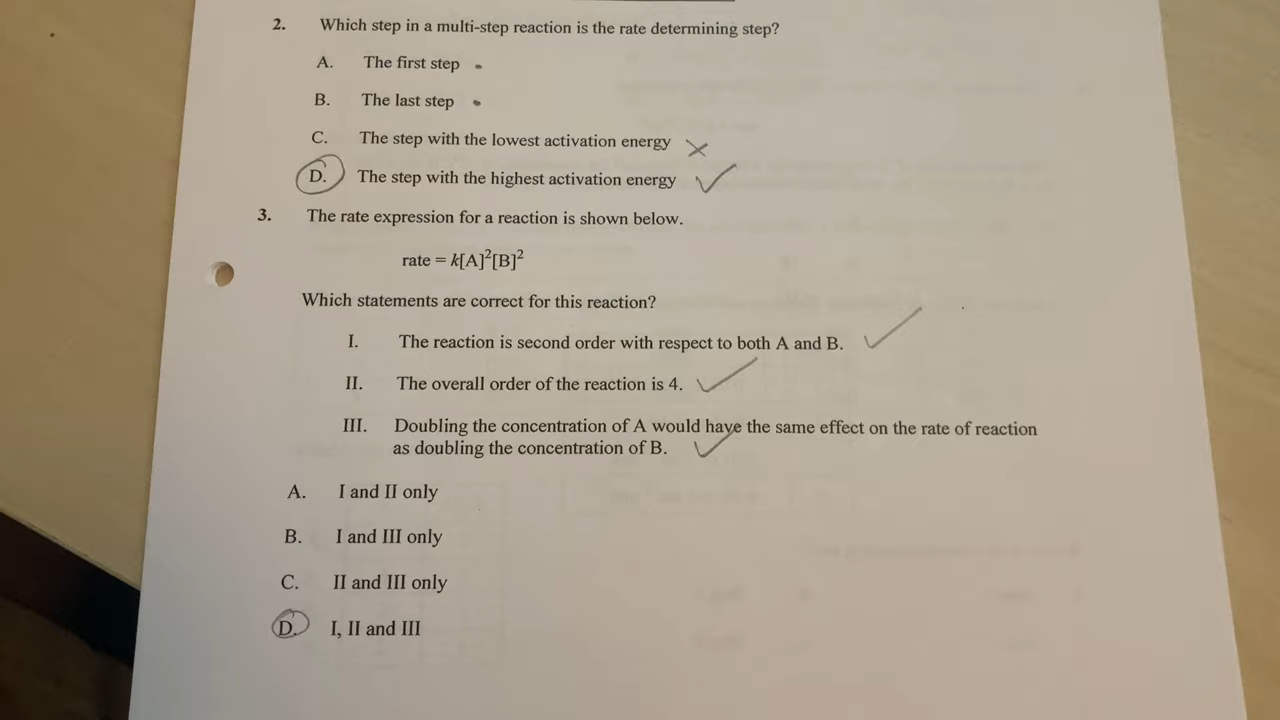 2. Which step in a multi-step reaction is the rate determining step?
A. The first step
B. The last step
C. The step with the lowest activation energy
D. The step with the highest activation energy
3. The rate expression for a reaction is shown below.
rate = k[A]²[B]²
Which statements are correct for this reaction?
I. The reaction is second order with respect to both A and B.
II. The overall order of the reaction is 4.
III. Doubling the concentration of A would have the same effect on the rate of reaction
as doubling the concentration of B.
A. I and II only
B. I and III only
C. II and III only
D. I, II and III